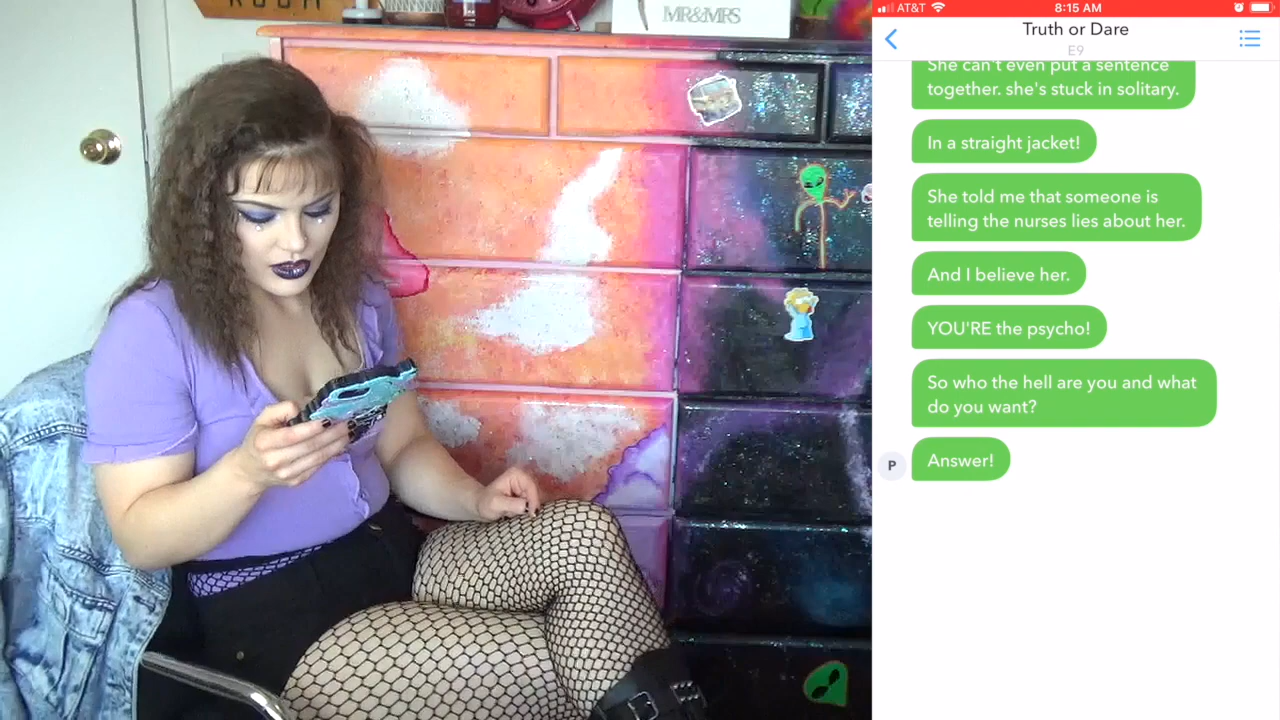 ROOM
MR&MRS
AT&T
8:15 AM
Truth or Dare
E9
She can't even put a sentence
together. she's stuck in solitary.
In a straight jacket!
She told me that someone is
telling the nurses lies about her.
And I believe her.
YOU'RE the psycho!
So who the hell are you and what
do you want?
P
Answer!